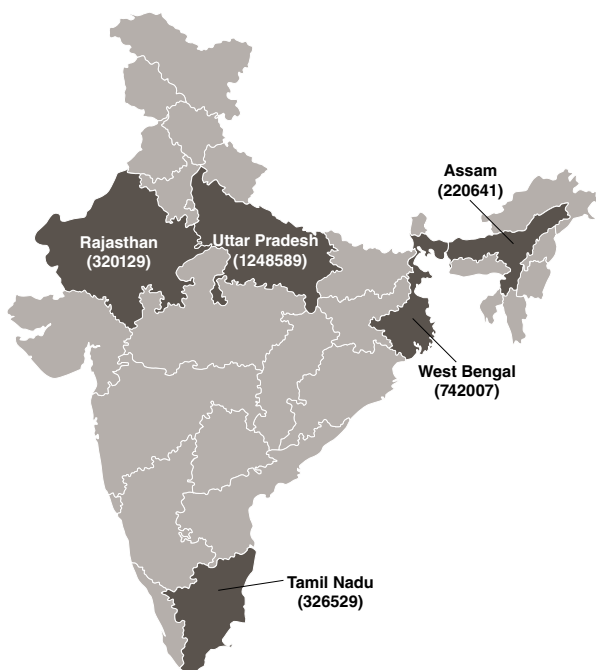 Assam
(220641)
Rajasthan
(320129)
Uttar Pradesh
(1248589)
West Bengal
(742007)
Tamil Nadu
(326529)